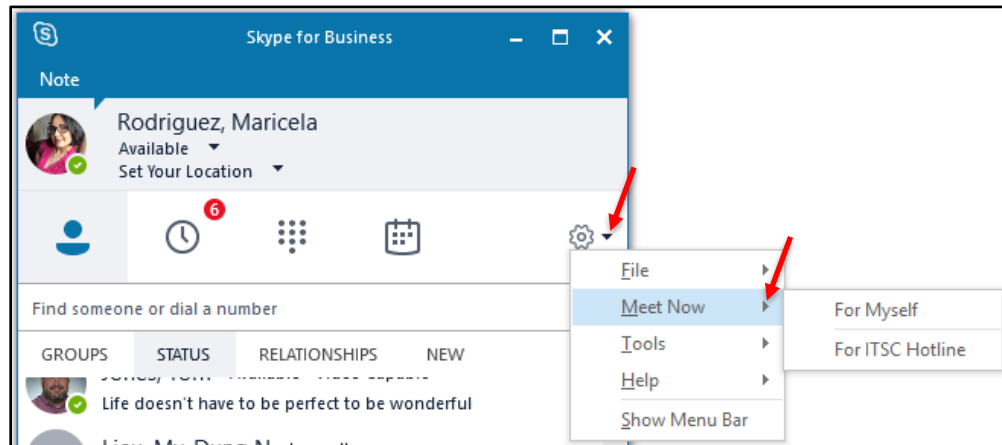 Skype for Business
Note
Rodriguez, Maricela
Available
Set Your Location
6
Find someone or dial a number
GROUPS STATUS RELATIONSHIPS NEW
Life doesn't have to be perfect to be wonderful
File
Meet Now
Tools
Help
Show Menu Bar
For Myself
For ITSC Hotline